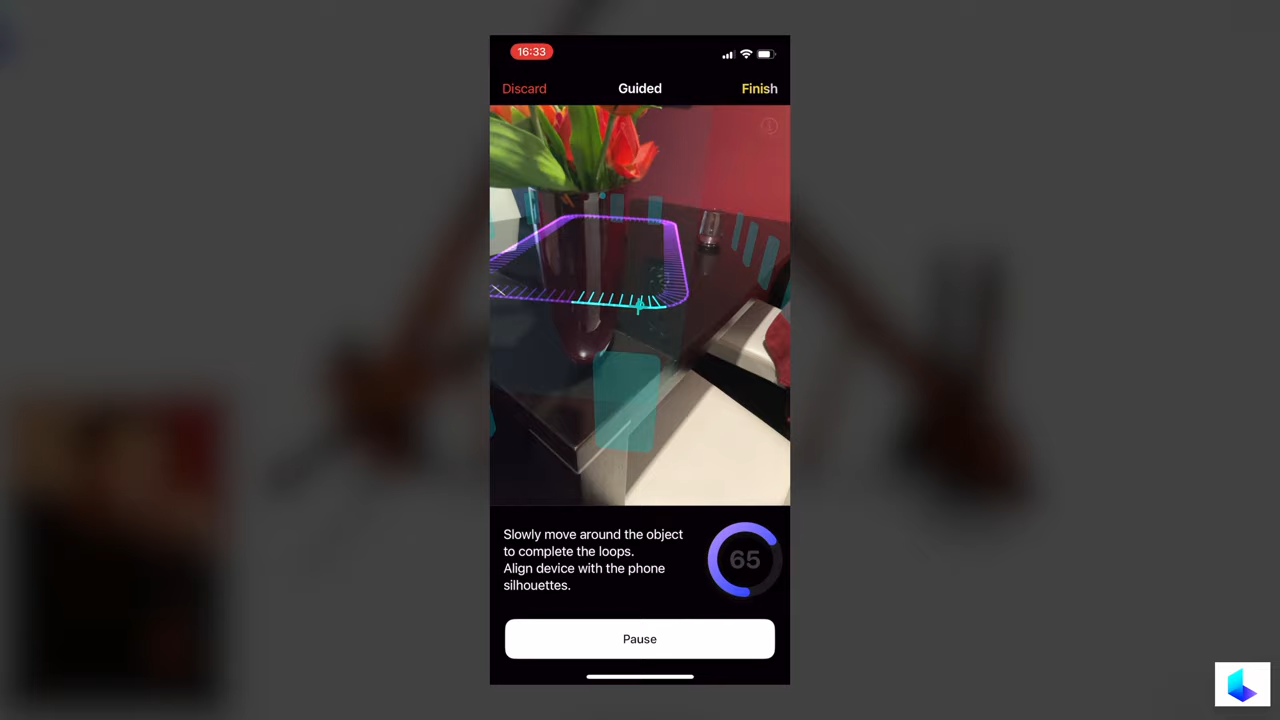 16:33
Discard
Guided
Finish
Slowly move around the object
to complete the loops.
Align device with the phone
silhouettes.
65
Pause